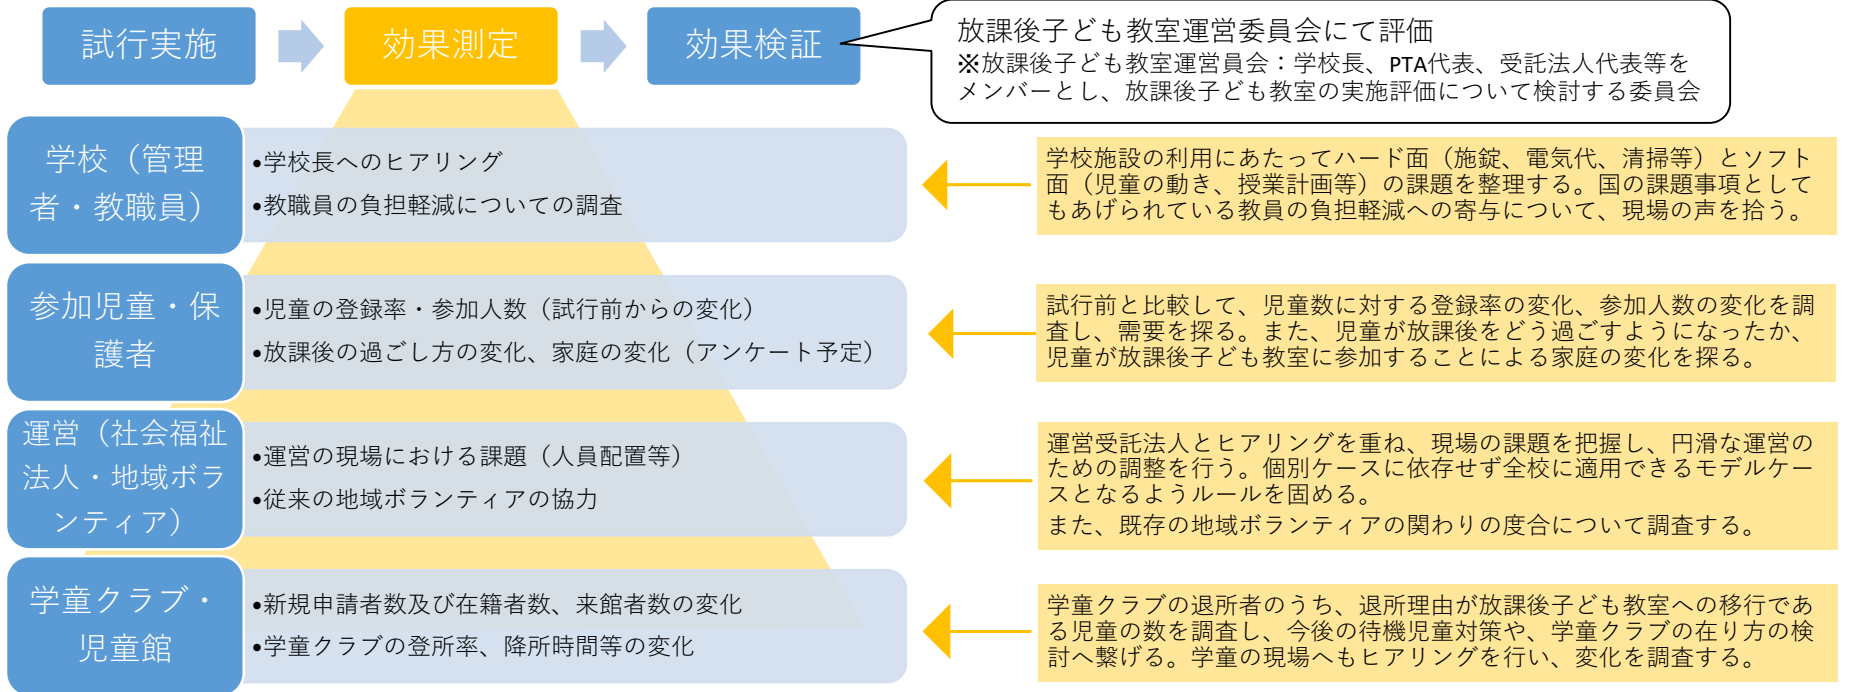 試行実施
効果測定
効果検証
放課後子ども教室運営委員会にて評価
※放課後子ども教室運営員会：学校長、PTA代表、受託法人代表等を
メンバーとし、放課後子ども教室の実施評価について検討する委員会
学校（管理
者・教職員）
•学校長へのヒアリング
•教職員の負担軽減についての調査
学校施設の利用にあたってハード面（施錠、電気代、清掃等）とソフト
面（児童の動き、授業計画等）の課題を整理する。国の課題事項として
もあげられている教員の負担軽減への寄与について、現場の声を拾う。
参加児童・保
護者
•児童の登録率・参加人数（試行前からの変化）
•放課後の過ごし方の変化、家庭の変化（アンケート予定）
試行前と比較して、児童数に対する登録率の変化、参加人数の変化を調
査し、需要を探る。また、児童が放課後をどう過ごすようになったか、
児童が放課後子ども教室に参加することによる家庭の変化を探る。
運営（社会福祉
法人・地域ボラ
ンティア）
•運営の現場における課題（人員配置等）
•従来の地域ボランティアの協力
運営受託法人とヒアリングを重ね、現場の課題を把握し、円滑な運営の
ための調整を行う。個別ケースに依存せず全校に適用できるモデルケー
スとなるようルールを固める。
また、既存の地域ボランティアの関わりの度合について調査する。
学童クラブ・
児童館
•新規申請者数及び在籍者数、来館者数の変化
•学童クラブの登所率、降所時間等の変化
学童クラブの退所者のうち、退所理由が放課後子ども教室への移行であ
る児童の数を調査し、今後の待機児童対策や、学童クラブの在り方の検
討へ繋げる。学童の現場へもヒアリングを行い、変化を調査する。